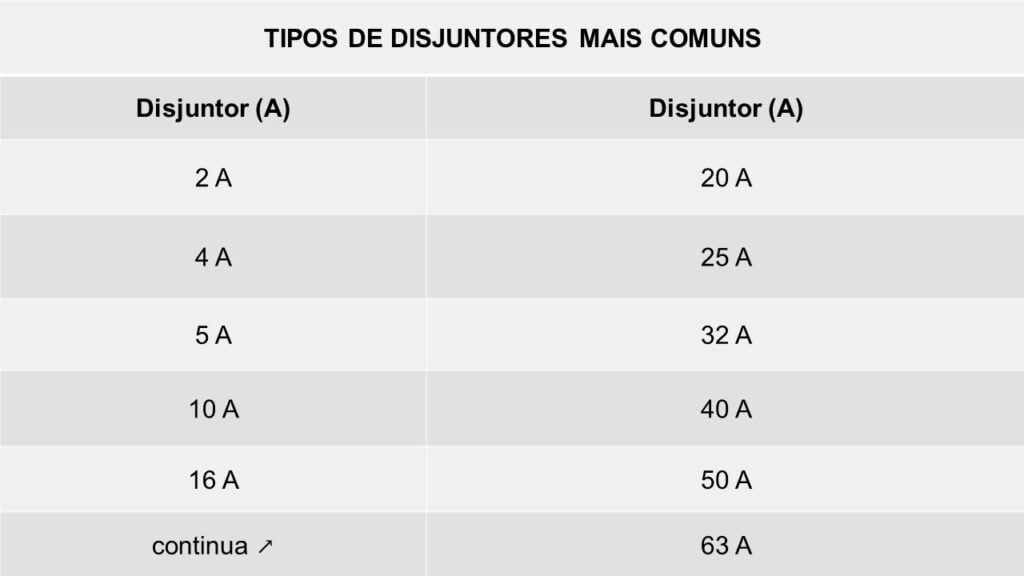 TIPOS DE DISJUNTORES MAIS COMUNS
Disjuntor (A) Disjuntor (A)
2 A 20 A
4 A 25 A
5 A 32 A
10 A 40 A
16 A 50 A
continua ↗ 63 A